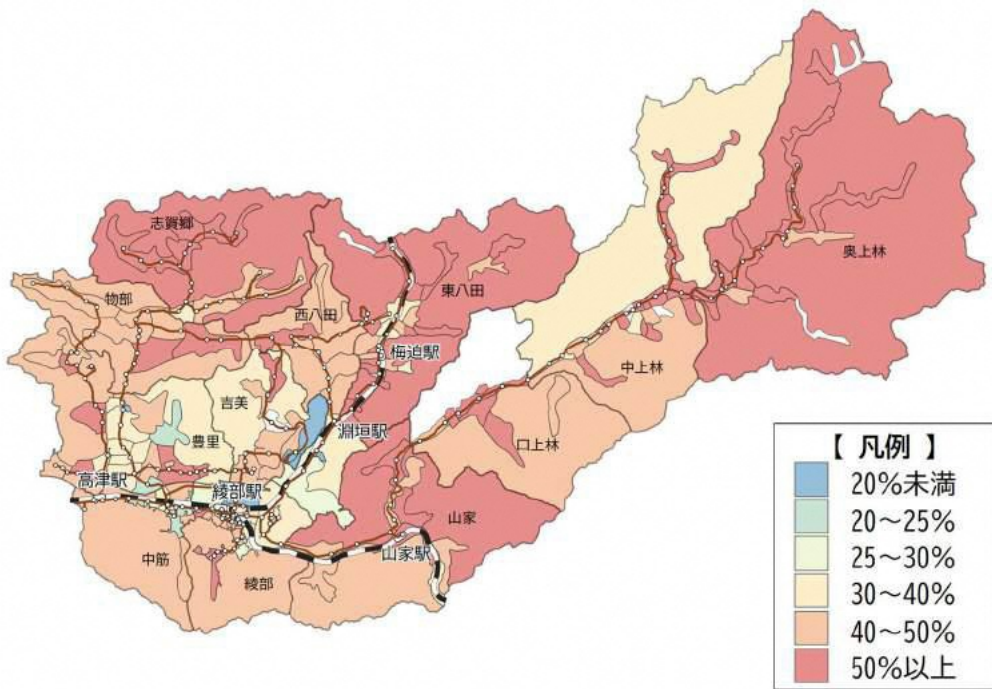 志賀郷
物部
西八田
東八田
奥上林
梅迫駅
中上林
吉美
淵垣駅
豊里
口上林
高津駅
綾部駅
山家
山家駅
中筋
綾部
【 凡例 】
20%未満
20～25%
25～30%
30～40%
40～50%
50%以上